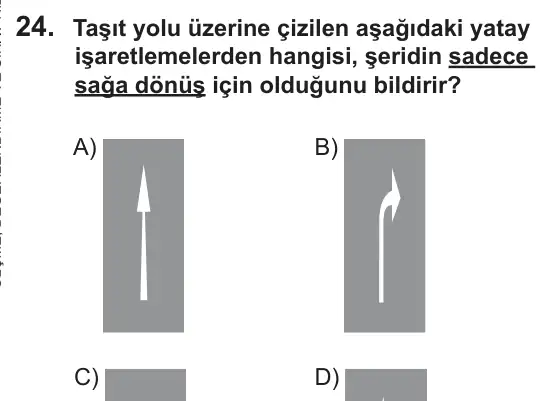 24. Taşıt yolu üzerine çizilen aşağıdaki yatay
işaretlemelerden hangisi, şeridin sadece
sağa dönüş için olduğunu bildirir?
A)
B)
C)
D)